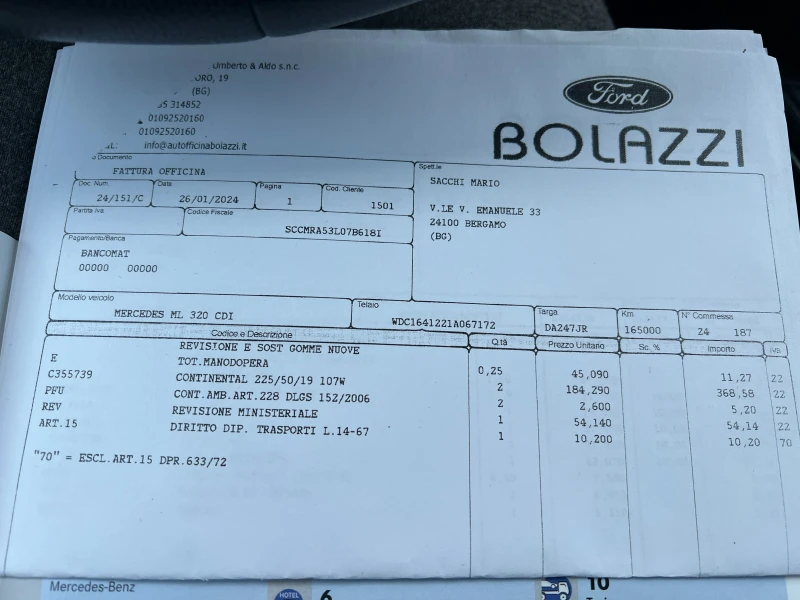 Umberto & Aldo s.n.c.
ORO, 19
(BG)
314852
01092520160
01092520160
info@autofficinabolazzi.it
Ford
BOLAZZI
Documento
FATTURA OFFICINA
Doc. Num.
24/151/C
Data
26/01/2024
Pagina
1
Cod. Cliente
1501
Partita Iva
Codice Fiscale
SCCMRA53L07B618I
Pagamento/Banca
BANCOMAT
00000 00000
Spett.le
SACCHI MARIO
V.LE V. EMANUELE 33
24100 BERGAMO
(BG)
Modello veicolo
MERCEDES ML 320 CDI
Telaio
WDC1641221A067172
Targa
DA247JR
Km.
165000
N° Commessa
24 187
Codice e Descrizione Q.tà Prezzo Unitario Sc. % Importo Iva
REVISIONE E SOST GOMME NUOVE
E TOT.MANODOPERA 0,25 45,090 11,27 22
C355739 CONTINENTAL 225/50/19 107W 2 184,290 368,58 22
PFU CONT.AMB.ART.228 DLGS 152/2006 2 2,600 5,20 22
REV REVISIONE MINISTERIALE 1 54,140 54,14 22
ART.15 DIRITTO DIP. TRASPORTI L.14-67 1 10,200 10,20 70
"70" = ESCL.ART.15 DPR.633/72
Mercedes-Benz
HOTEL
6
10